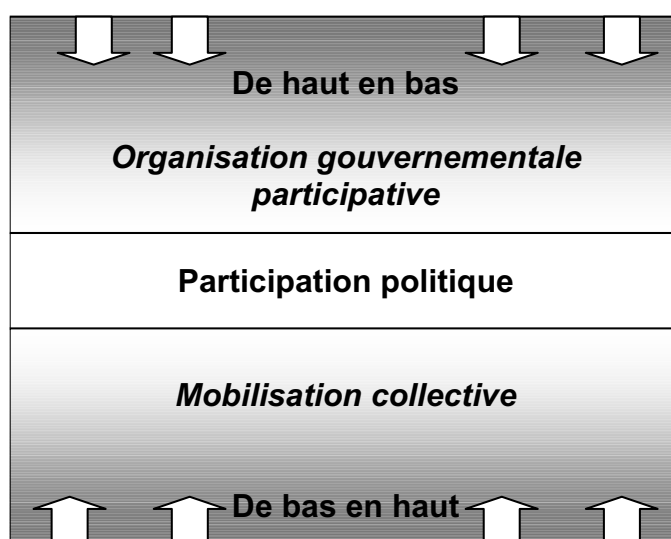 De haut en bas
Organisation gouvernementale
participative
Participation politique
Mobilisation collective
De bas en haut